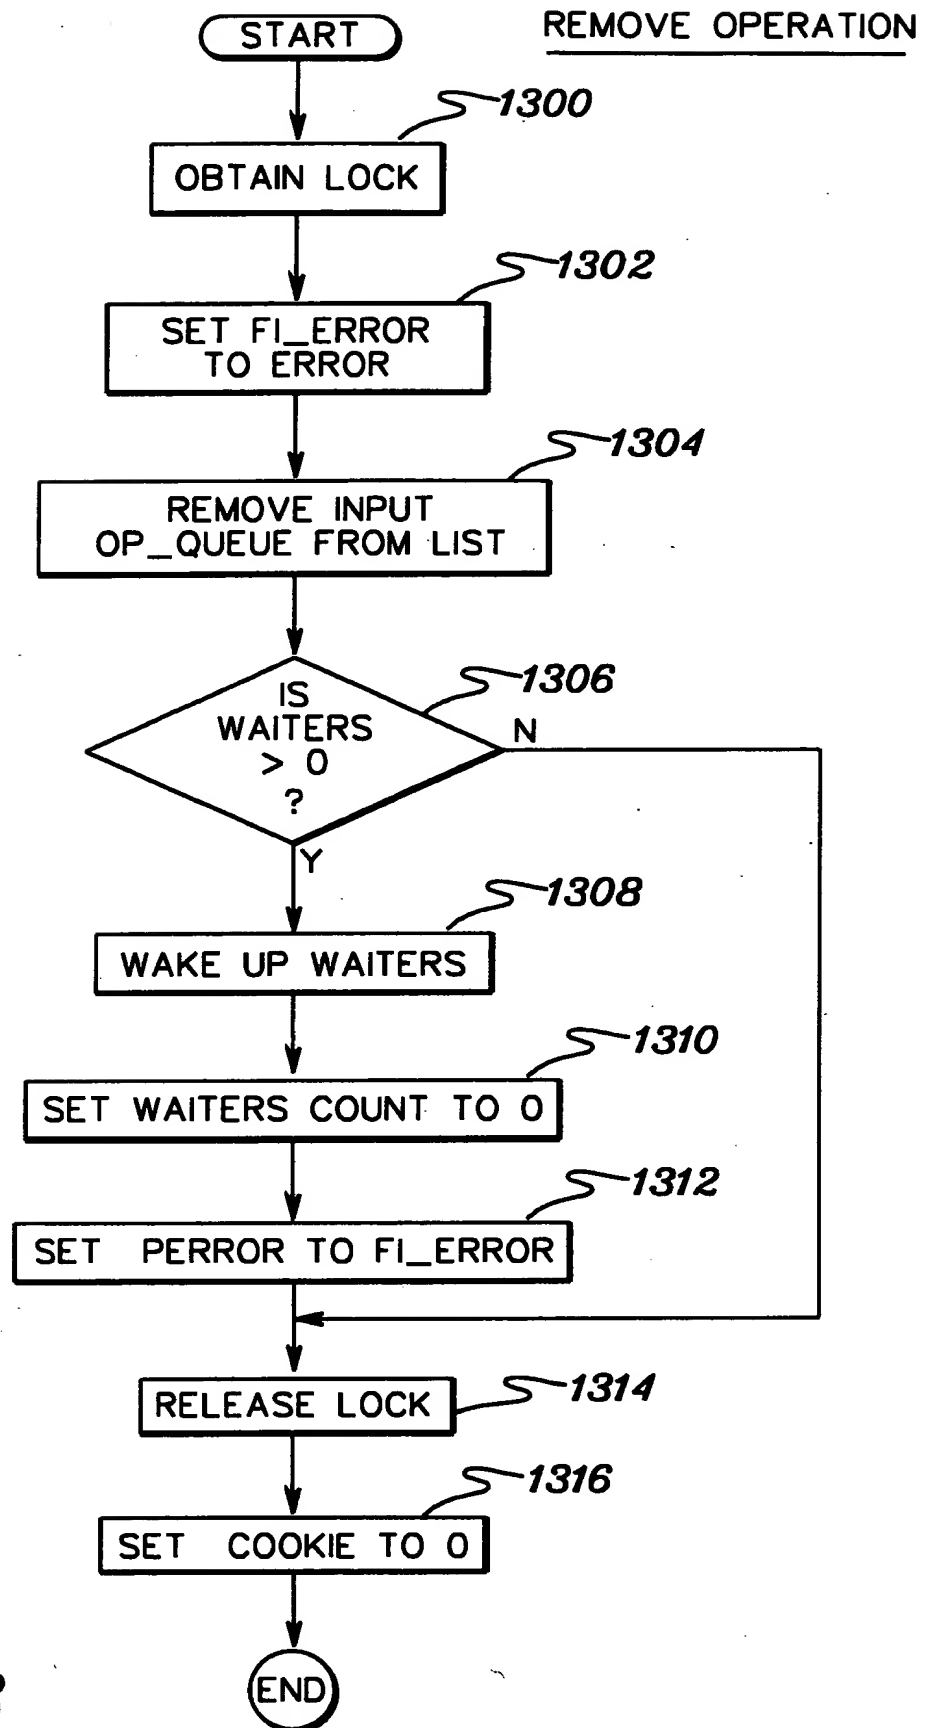 START
REMOVE OPERATION
1300
OBTAIN LOCK
1302
SET FI_ERROR
TO ERROR
1304
REMOVE INPUT
OP_QUEUE FROM LIST
1306
IS
WAITERS
> 0
?
N
Y
1308
WAKE UP WAITERS
1310
SET WAITERS COUNT TO 0
1312
SET PERROR TO FI_ERROR
1314
RELEASE LOCK
1316
SET COOKIE TO 0
END